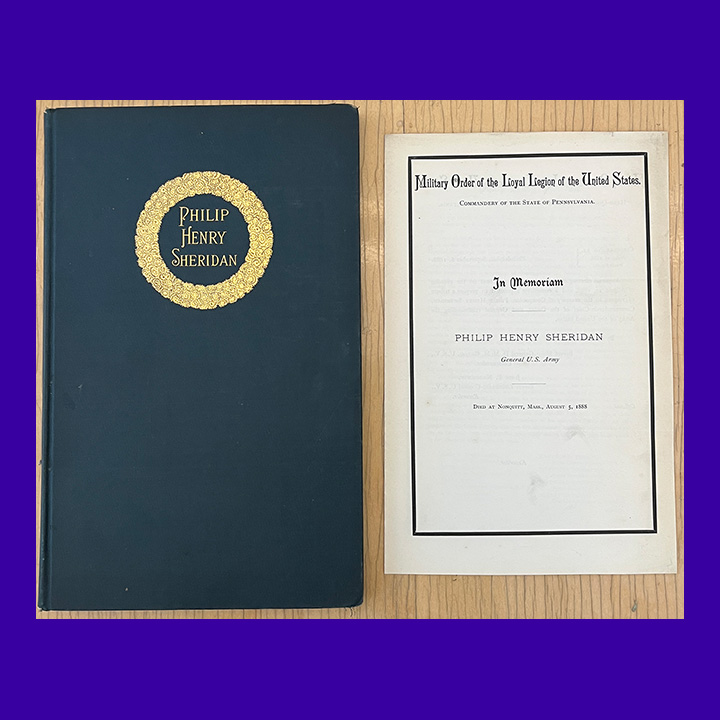 PHILIP
HENRY
SHERIDAN
Military Order of the Loyal Legion of the United States.
COMMANDERY OF THE STATE OF PENNSYLVANIA.
In Memoriam
PHILIP HENRY SHERIDAN
General U. S. Army
DIED AT NONQUITT, MASS., AUGUST 5, 1888